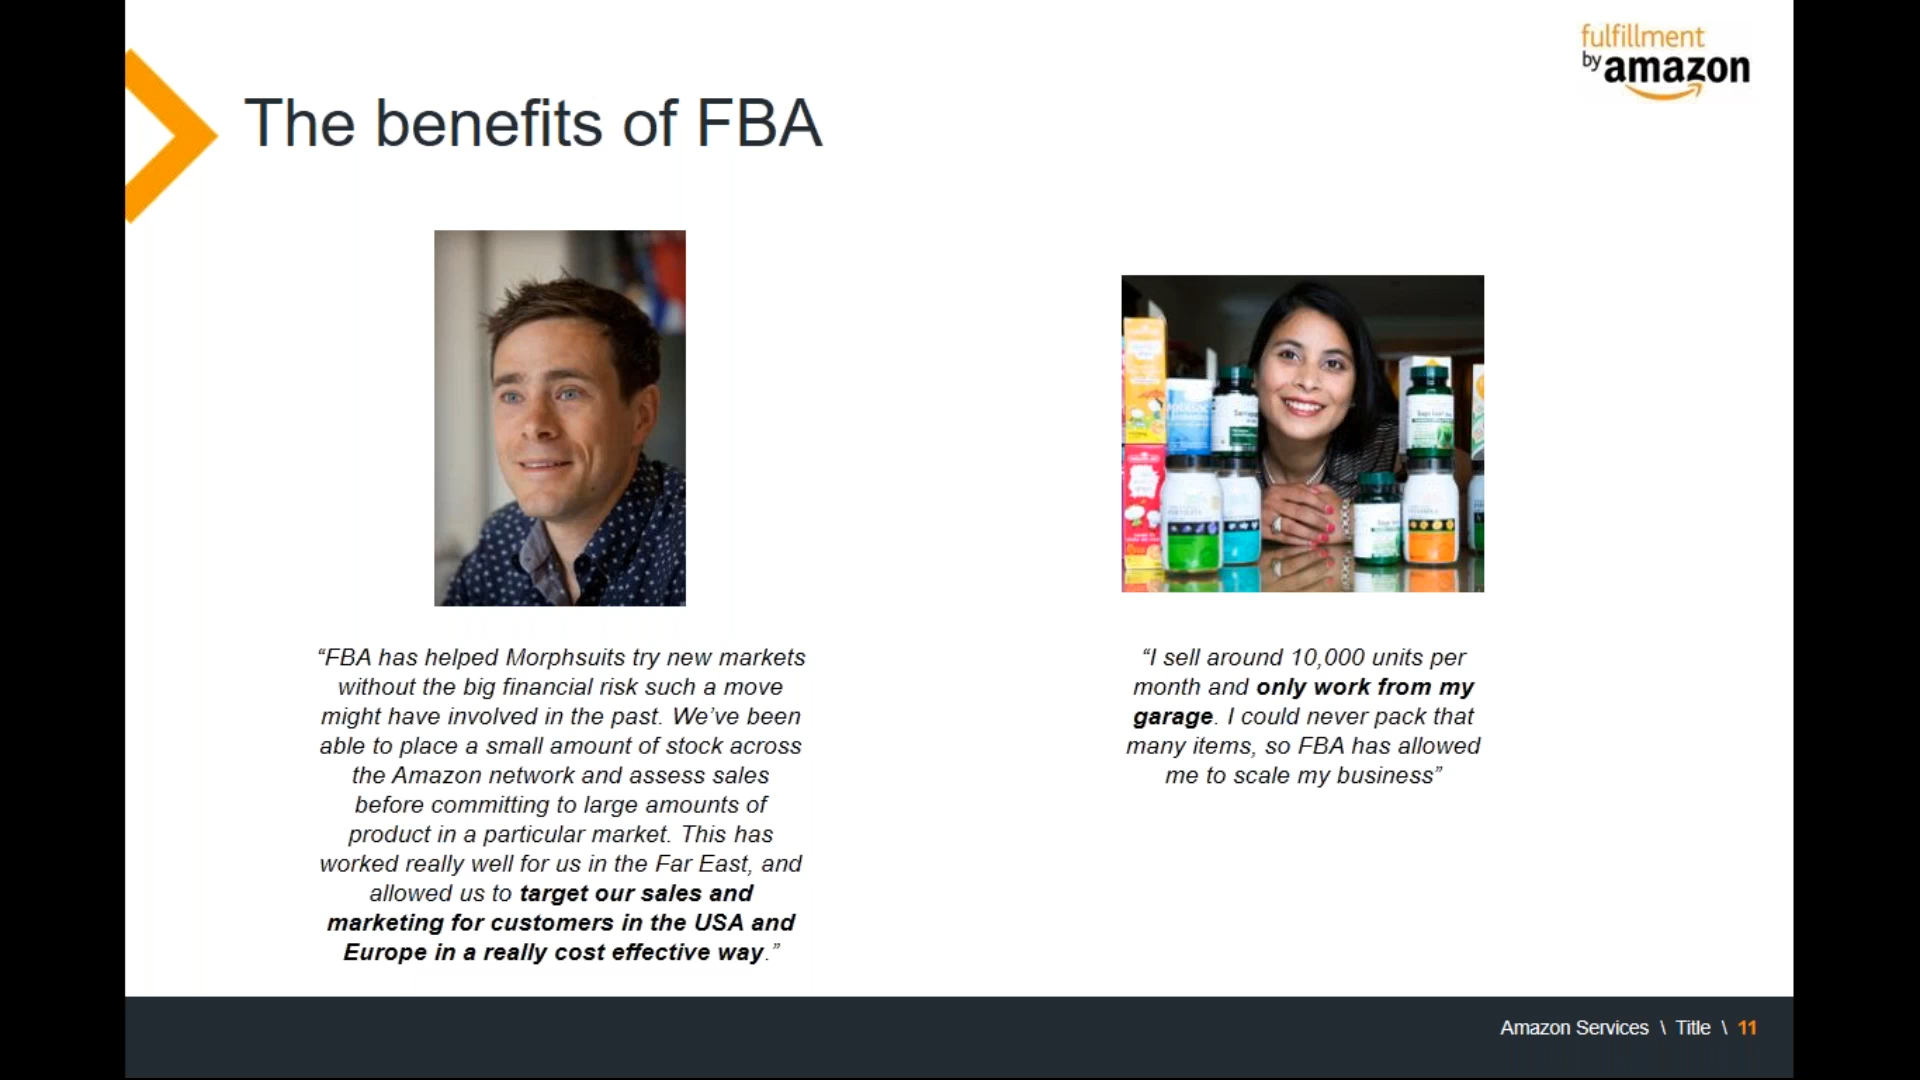 fulfillment
by amazon
The benefits of FBA
“FBA has helped Morphsuits try new markets
without the big financial risk such a move
might have involved in the past. We’ve been
able to place a small amount of stock across
the Amazon network and assess sales
before committing to large amounts of
product in a particular market. This has
worked really well for us in the Far East, and
allowed us to target our sales and
marketing for customers in the USA and
Europe in a really cost effective way.”
“I sell around 10,000 units per
month and only work from my
garage. I could never pack that
many items, so FBA has allowed
me to scale my business”
Amazon Services \ Title \ 11